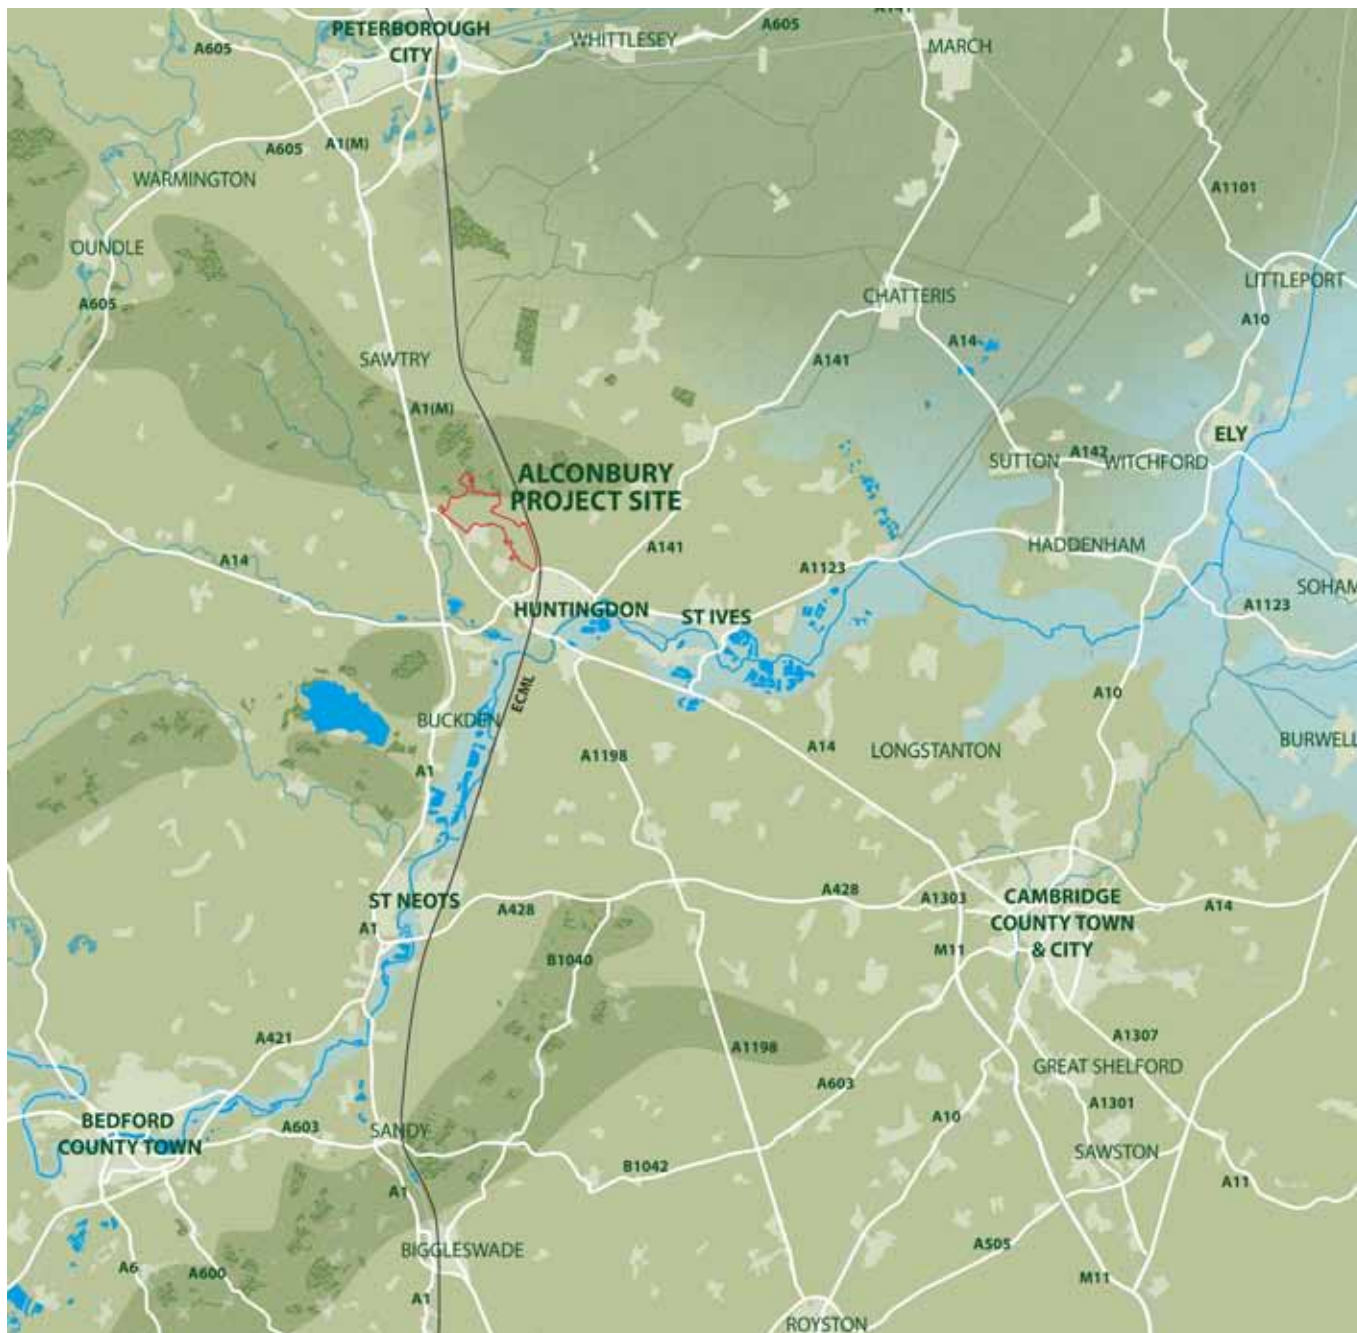 A141
PETERBOROUGH
CITY
A605
WHITTLESEY
A605
MARCH
A605
A1(M)
WARMINGTON
A1101
OUNDLE
LITTLEPORT
A605
CHATTERIS
A10
A14
SAWTRY
A141
A1(M)
ELY
A142
SUTTON
WITCHFORD
ALCONBURY
PROJECT SITE
A141
HADDENHAM
A14
A1123
SOHAM
HUNTINGDON
ST IVES
A1123
ECML
A10
BUCKDEN
A1198
A14
LONGSTANTON
BURWELL
A1
ST NEOTS
A428
A428
A1303
CAMBRIDGE
COUNTY TOWN
& CITY
A14
A1
B1040
M11
A421
A1198
A1307
GREAT SHELFORD
A603
A10
A1301
BEDFORD
COUNTY TOWN
A603
SANDY
SAWSTON
B1042
A1
A11
BIGGLESWADE
A505
A6
A600
M11
A1
ROYSTON